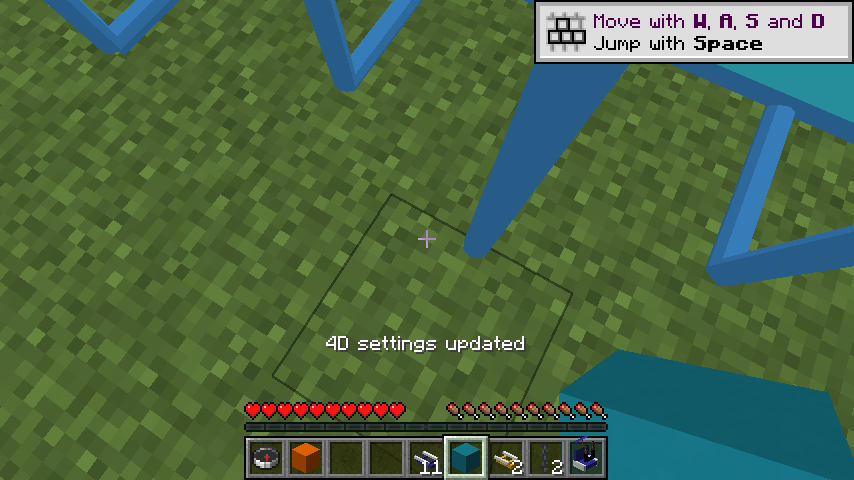 Move with W, A, S and D
Jump with Space
4D settings updated
11
2
2